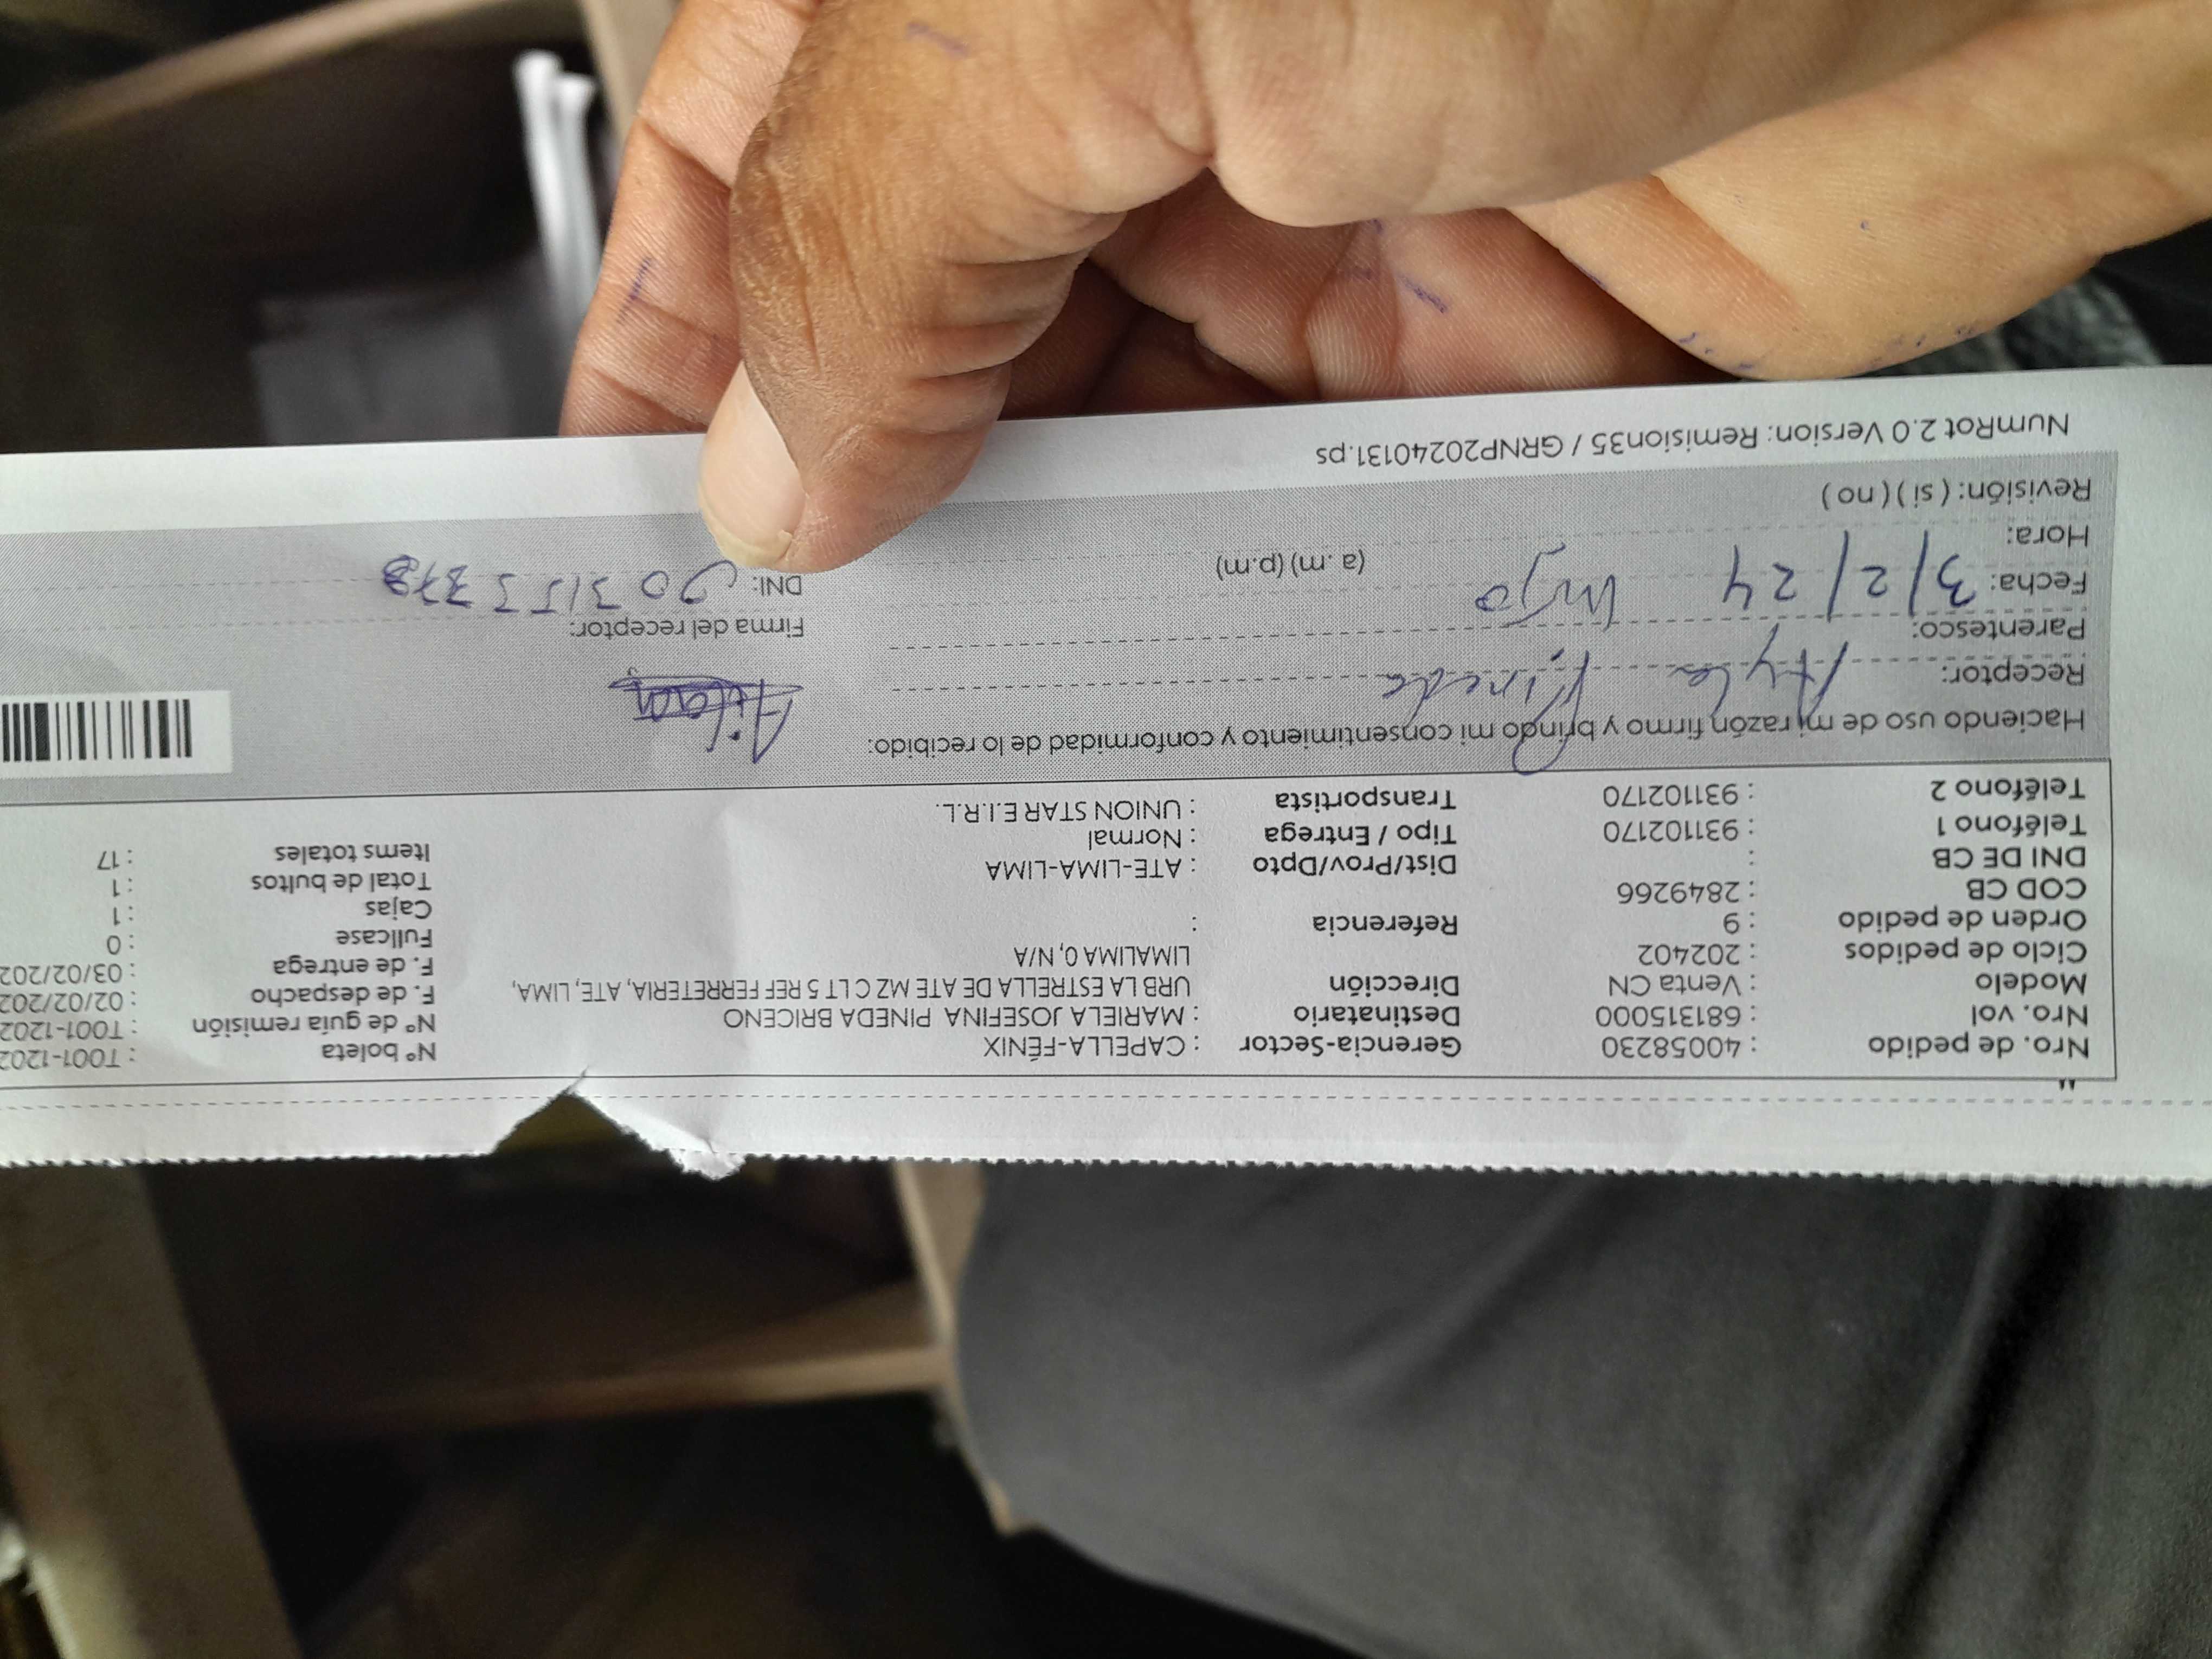 Nro. de pedido : 40058230 Gerencia-Sector : CAPELLA-FÉNIX Nº boleta : T001-1202
Nro. vol : 681315000 Destinatario : MARIELA JOSEFINA PINEDA BRICENO Nº de guía remisión : T001-1202
Modelo : Venta CN Dirección URB LA ESTRELLA DE ATE MZ C LT 5 REF FERRETERIA, ATE, LIMA, F. de despacho : 02/02/202
Ciclo de pedidos : 202402 LIMALIMA 0, N/A F. de entrega : 03/02/202
Orden de pedido : 9 Referencia : Fullcase : 0
COD CB : 2849266 Cajas : 1
DNI DE CB : Dist/Prov/Dpto : ATE-LIMA-LIMA Total de bultos : 1
Teléfono 1 : 931102170 Tipo / Entrega : Normal Items totales : 17
Teléfono 2 : 931102170 Transportista : UNION STAR E.I.R.L.
Haciendo uso de mi razón firmo y brindo mi consentimiento y conformidad de lo recibido:
Receptor: Pineda
Parentesco: Firma del receptor:
Fecha: 3/2/24 DNI:
Hora: (a. m) (p.m)
Revisión: ( si ) ( no )
NumRot 2.0 Version: Remision35 / GRNP20240131.ps